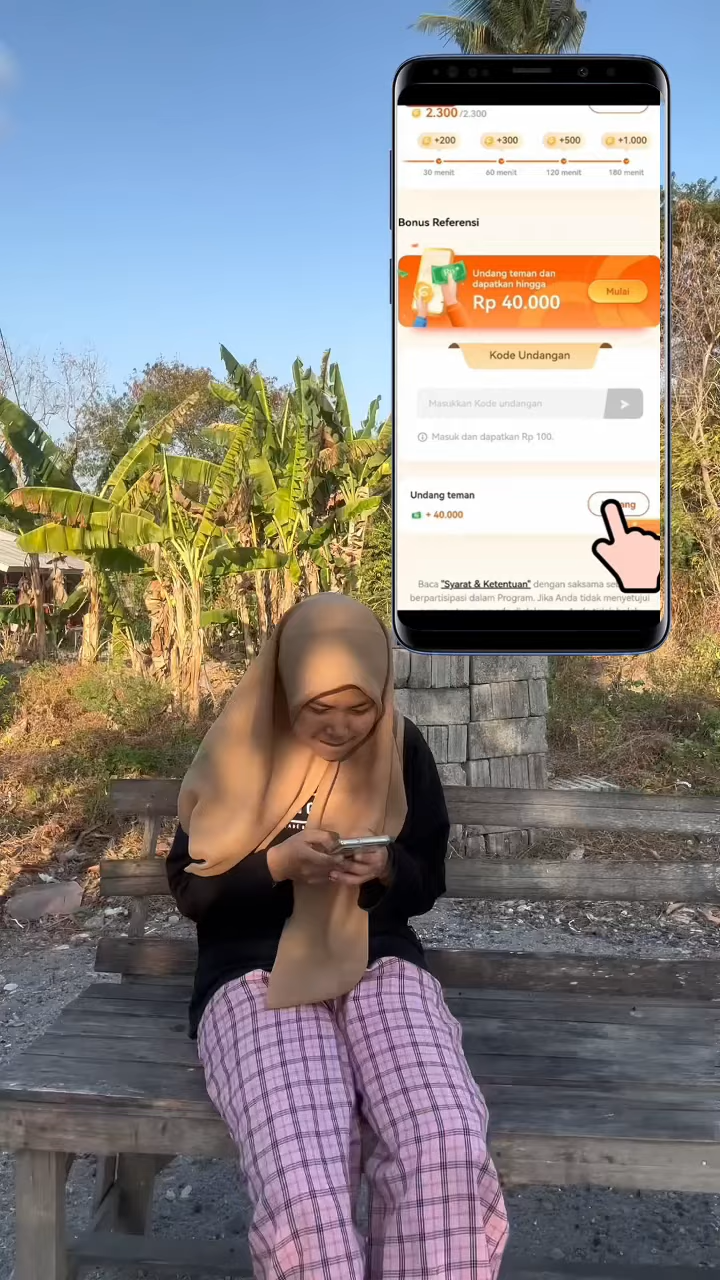 2.300/2.300
+200
+300
+500
+1.000
30 menit
60 menit
120 menit
180 menit
Bonus Referensi
Undang teman dan
dapatkan hingga
Rp 40.000
Mulai
Kode Undangan
Masukkan Kode undangan
Masuk dan dapatkan Rp 100.
Undang teman
+ 40.000
Baca "Syarat & Ketentuan" dengan saksama
berpartisipasi dalam Program. Jika Anda tidak menyetujui